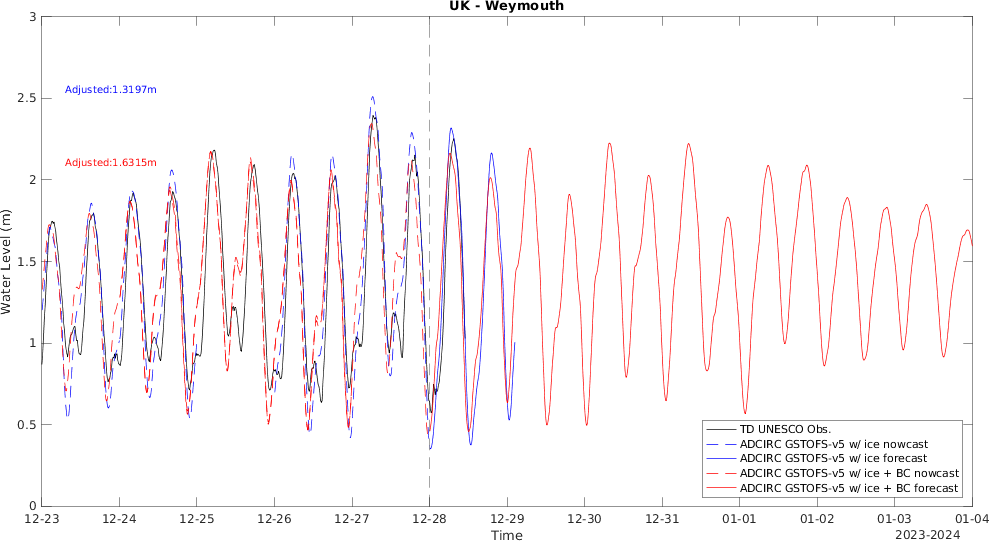 UK - Weymouth
3
2.5
2
1.5
1
0.5
0
Water Level (m)
Adjusted:1.3197m
Adjusted:1.6315m
TD UNESCO Obs.
ADCIRC GSTOFS-v5 w/ ice nowcast
ADCIRC GSTOFS-v5 w/ ice forecast
ADCIRC GSTOFS-v5 w/ ice + BC nowcast
ADCIRC GSTOFS-v5 w/ ice + BC forecast
12-23 12-24 12-25 12-26 12-27 12-28 12-29 12-30 12-31 01-01 01-02 01-03 01-04
Time
2023-2024